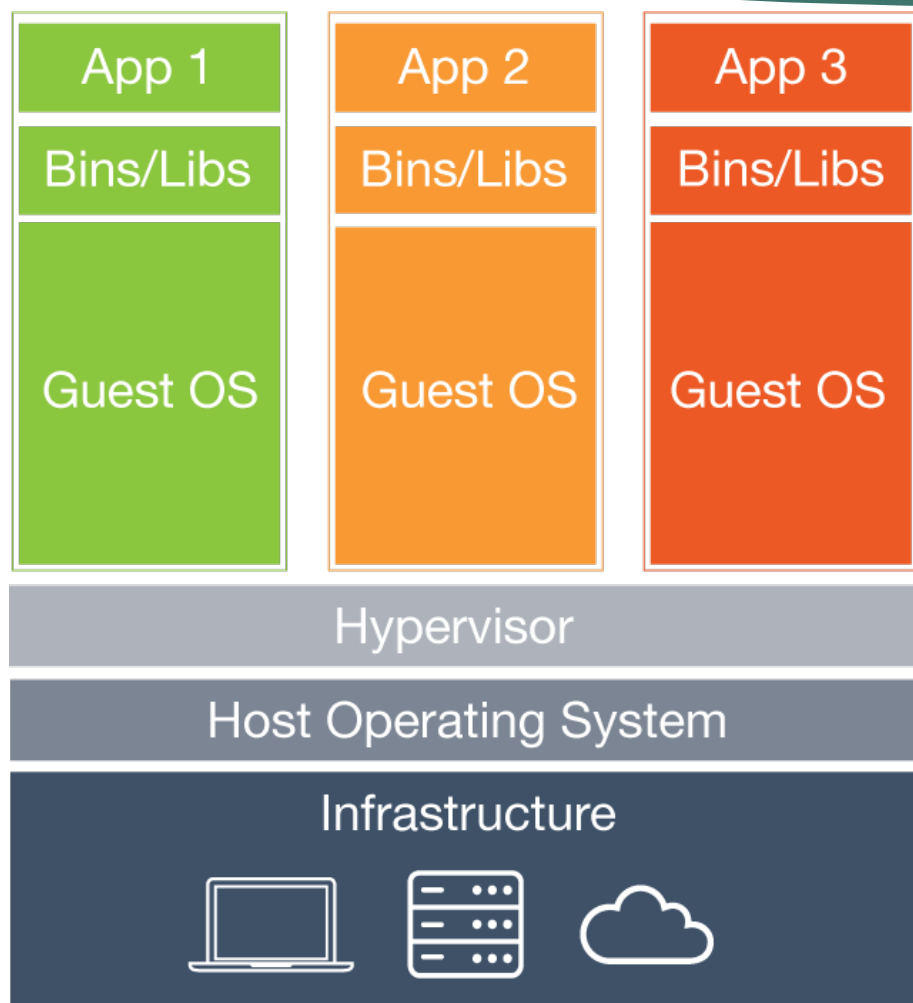 App 1
App 2
App 3
Bins/Libs
Bins/Libs
Bins/Libs
Guest OS
Guest OS
Guest OS
Hypervisor
Host Operating System
Infrastructure